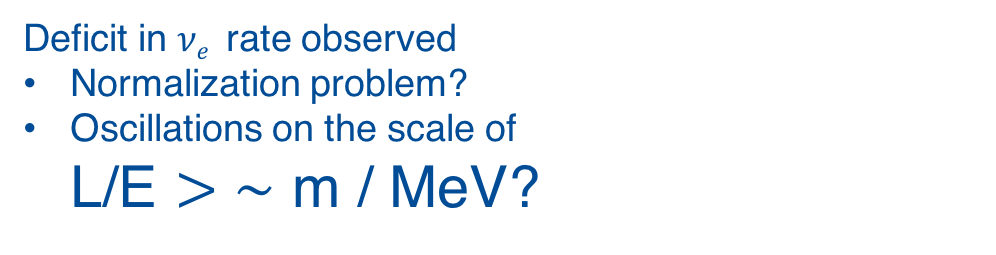 Deficit in νₑ rate observed
• Normalization problem?
• Oscillations on the scale of
L/E > ~ m / MeV?